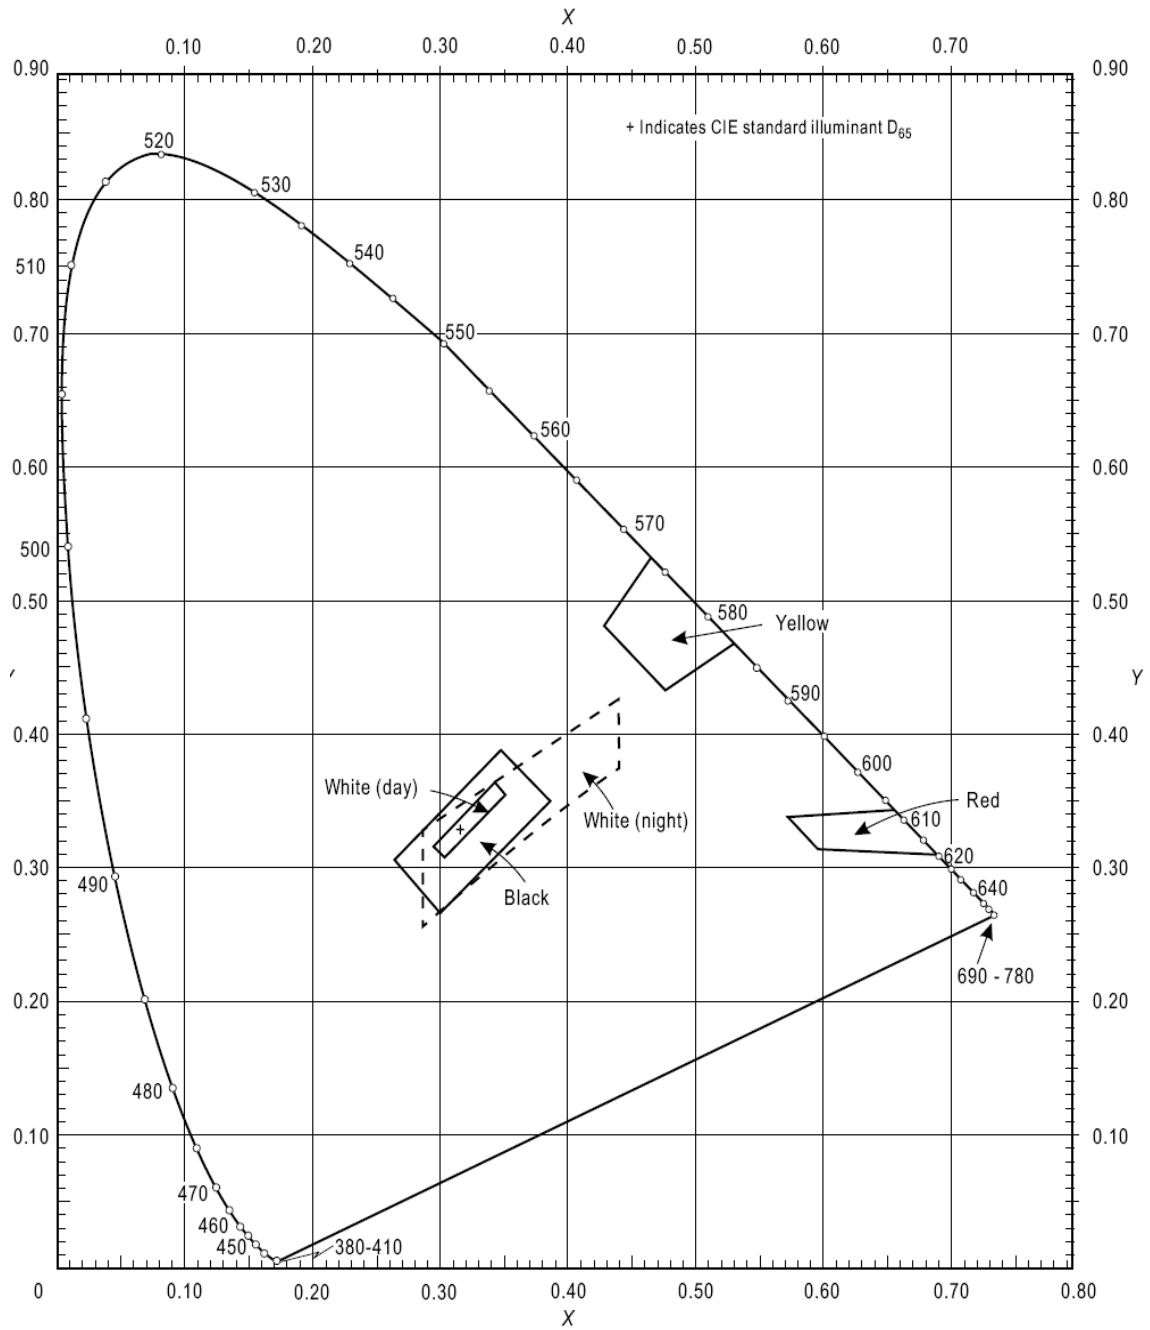 X
0.10 0.20 0.30 0.40 0.50 0.60 0.70
0.90 0.90
+ Indicates CIE standard illuminant D65
520
530
0.80 0.80
540
510
550
0.70 0.70
560
0.60 0.60
570
500
0.50 0.50
580
Yellow
Y Y
590
0.40 0.40
600
White (day)
Red
White (night)
610
620
0.30 0.30
490
640
Black
690 - 780
0.20 0.20
480
0.10 0.10
470
460
450
380-410
0 0.10 0.20 0.30 0.40 0.50 0.60 0.70 0.80
X